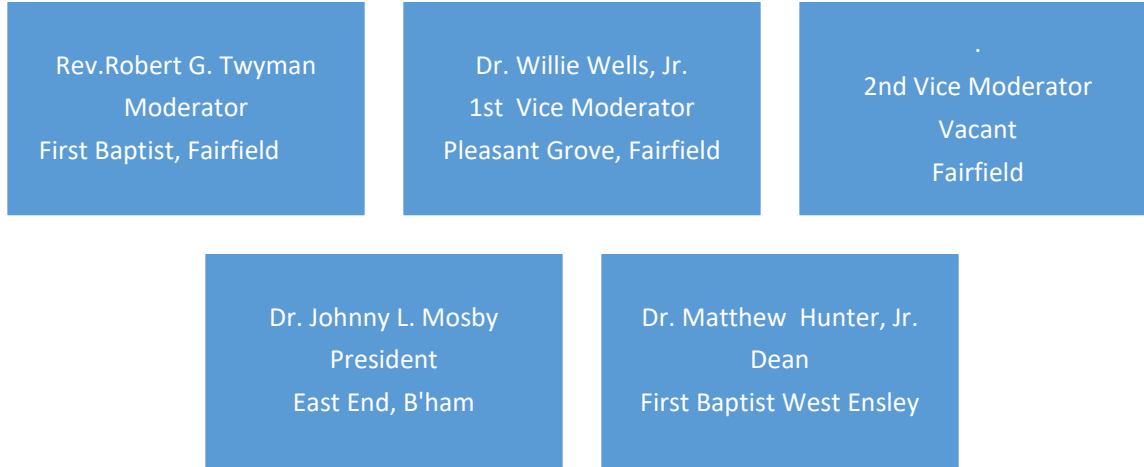 Rev.Robert G. Twyman
Moderator
First Baptist, Fairfield
Dr. Willie Wells, Jr.
1st  Vice Moderator
Pleasant Grove, Fairfield
.
2nd Vice Moderator
Vacant
Fairfield
Dr. Johnny L. Mosby
President
East End, B'ham
Dr. Matthew  Hunter, Jr.
Dean
First Baptist West Ensley